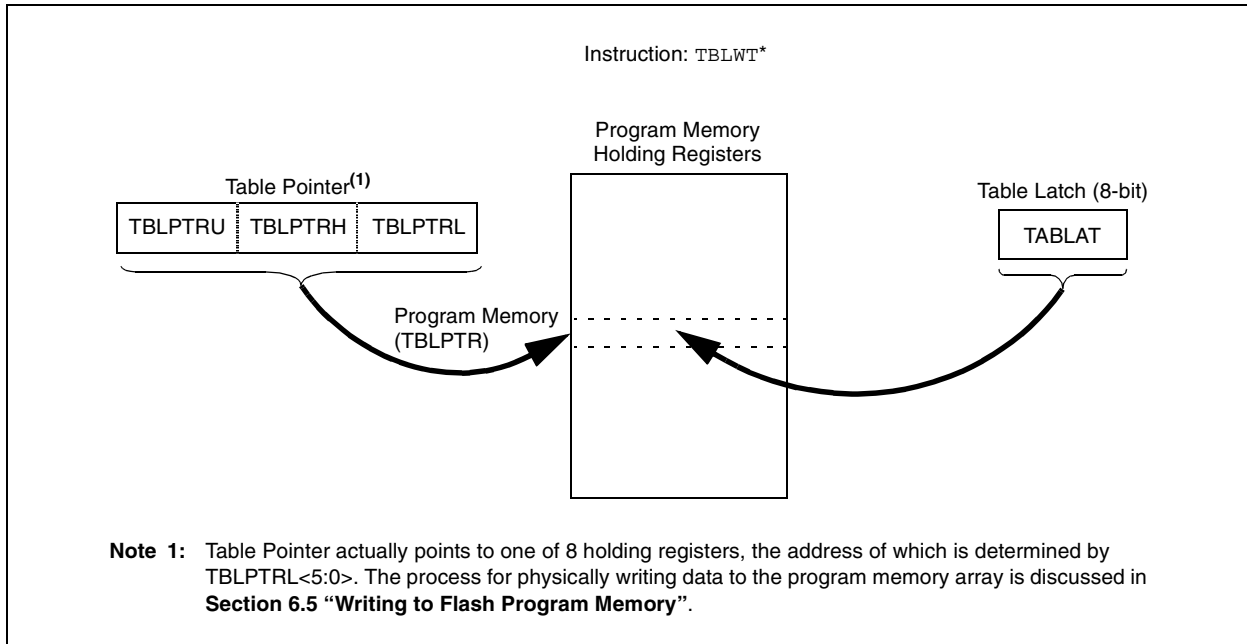 Instruction: TBLWT*
Program Memory
Holding Registers
Table Pointer(1)
Table Latch (8-bit)
TBLPTRU TBLPTRH TBLPTRL
TABLAT
Program Memory
(TBLPTR)
Note 1: Table Pointer actually points to one of 8 holding registers, the address of which is determined by
TBLPTRL<5:0>. The process for physically writing data to the program memory array is discussed in
Section 6.5 “Writing to Flash Program Memory”.